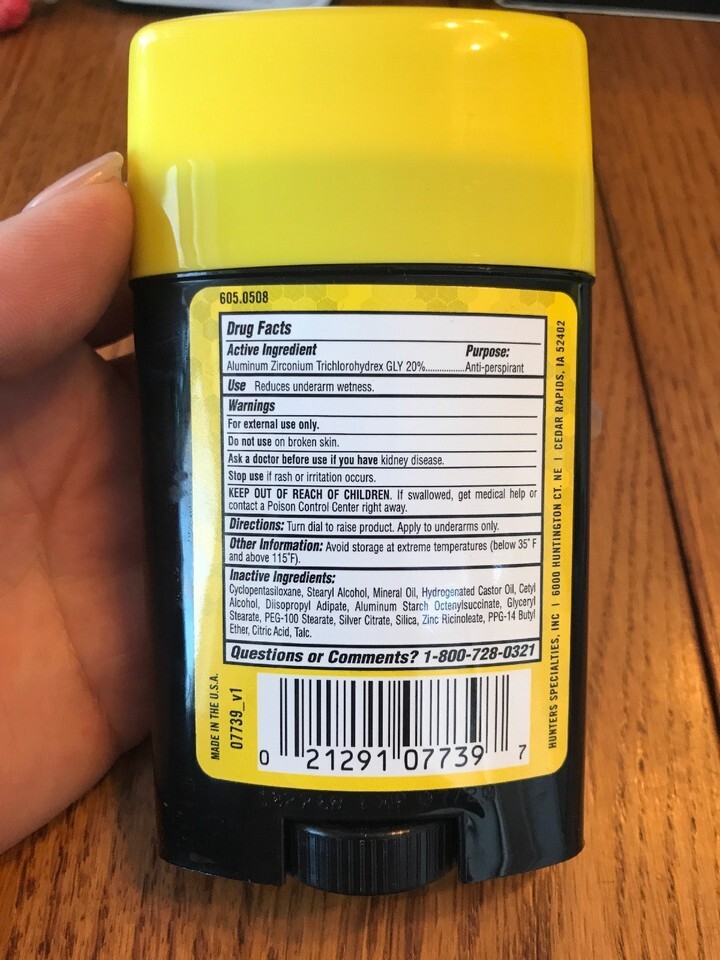 605.0508
Drug Facts
Active Ingredient Purpose:
Aluminum Zirconium Trichlorohydrex GLY 20%..................Anti-perspirant
Use Reduces underarm wetness.
Warnings
For external use only.
Do not use on broken skin.
Ask a doctor before use if you have kidney disease.
Stop use if rash or irritation occurs.
KEEP OUT OF REACH OF CHILDREN. If swallowed, get medical help or
contact a Poison Control Center right away.
Directions: Turn dial to raise product. Apply to underarms only.
Other Information: Avoid storage at extreme temperatures (below 35˚F
and above 115˚F).
Inactive Ingredients:
Cyclopentasiloxane, Stearyl Alcohol, Mineral Oil, Hydrogenated Castor Oil, Cetyl
Alcohol, Diisopropyl Adipate, Aluminum Starch Octenylsuccinate, Glyceryl
Stearate, PEG-100 Stearate, Silver Citrate, Silica, Zinc Ricinoleate, PPG-14 Butyl
Ether, Citric Acid, Talc.
Questions or Comments? 1-800-728-0321
MADE IN THE U.S.A.
07739_v1
0 21291 07739 7
HUNTERS SPECIALTIES, INC | 6000 HUNTINGTON CT. NE | CEDAR RAPIDS, IA 52402